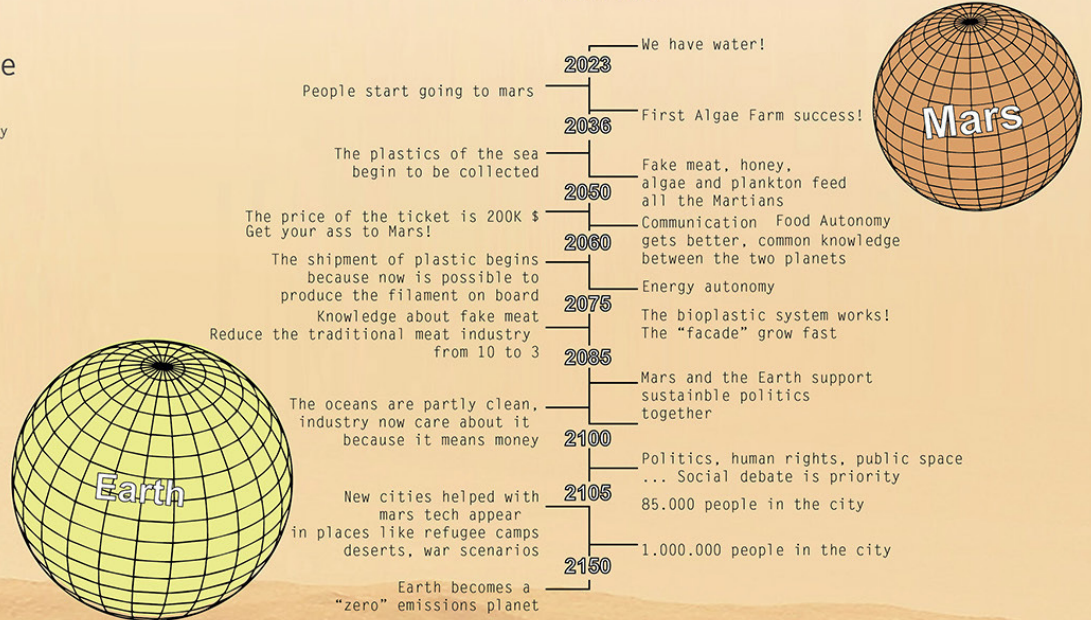 e
y
We have water!
2023
People start going to mars
First Algae Farm success!
2036
The plastics of the sea
begin to be collected
Fake meat, honey,
algae and plankton feed
all the Martians
2050
The price of the ticket is 200K $
Get your ass to Mars!
Communication Food Autonomy
gets better, common knowledge
between the two planets
2060
The shipment of plastic begins
because now is possible to
produce the filament on board
Energy autonomy
2075
Knowledge about fake meat
Reduce the traditional meat industry
from 10 to 3
The bioplastic system works!
The “facade” grow fast
2085
Mars and the Earth support
sustainble politics
together
The oceans are partly clean,
industry now care about it
because it means money
2100
Politics, human rights, public space
... Social debate is priority
2105
85.000 people in the city
New cities helped with
mars tech appear
in places like refugee camps
deserts, war scenarios
1.000.000 people in the city
2150
Earth becomes a
“zero” emissions planet
Mars
Earth